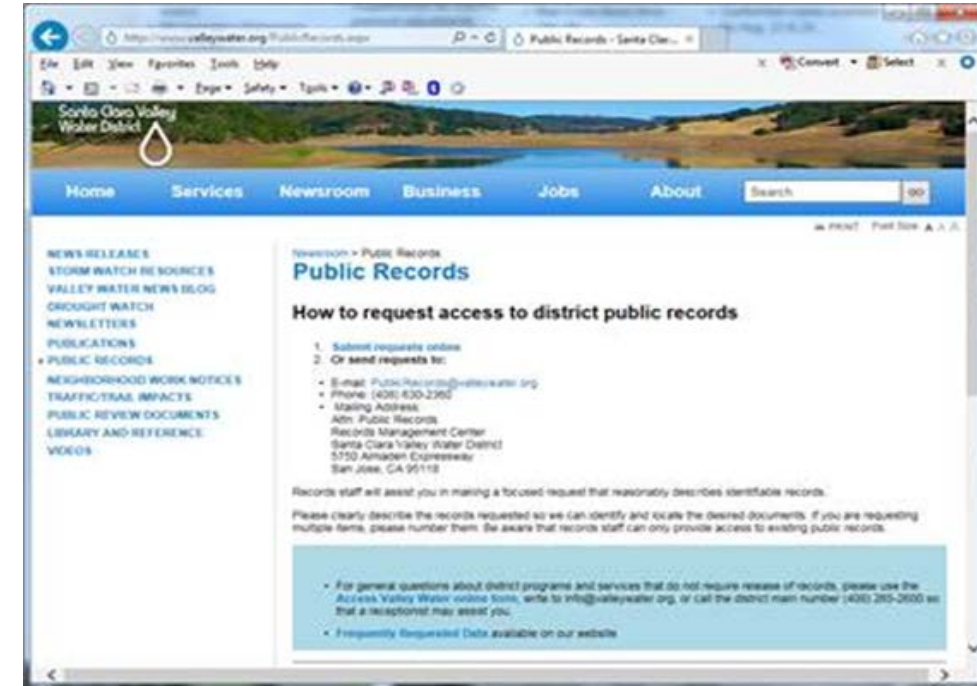 http://www.valleywater.org/PublicRecords.aspx
Public Records - Santa Clar...
File Edit View Favorites Tools Help
Convert Select
Page Safety Tools
Santa Clara Valley
Water District
Home Services Newsroom Business Jobs About Search GO
PRINT Font Size A A A
NEWS RELEASES
STORM WATCH RESOURCES
VALLEY WATER NEWS BLOG
DROUGHT WATCH
NEWSLETTERS
PUBLICATIONS
PUBLIC RECORDS
NEIGHBORHOOD WORK NOTICES
TRAFFIC/TRAIL IMPACTS
PUBLIC REVIEW DOCUMENTS
LIBRARY AND REFERENCE
VIDEOS
Newsroom > Public Records
Public Records
How to request access to district public records
1. Submit requests online
2. Or send requests to:
• E-mail: PublicRecords@valleywater.org
• Phone: (408) 630-2360
• Mailing Address:
Attn: Public Records
Records Management Center
Santa Clara Valley Water District
5750 Almaden Expressway
San Jose, CA 95118
Records staff will assist you in making a focused request that reasonably describes identifiable records.
Please clearly describe the records requested so we can identify and locate the desired documents. If you are requesting
multiple items, please number them. Be aware that records staff can only provide access to existing public records.
• For general questions about district programs and services that do not require release of records, please use the
Access Valley Water online form, write to info@valleywater.org, or call the district main number (408) 265-2600 so
that a receptionist may assist you.
• Frequently Requested Data available on our website